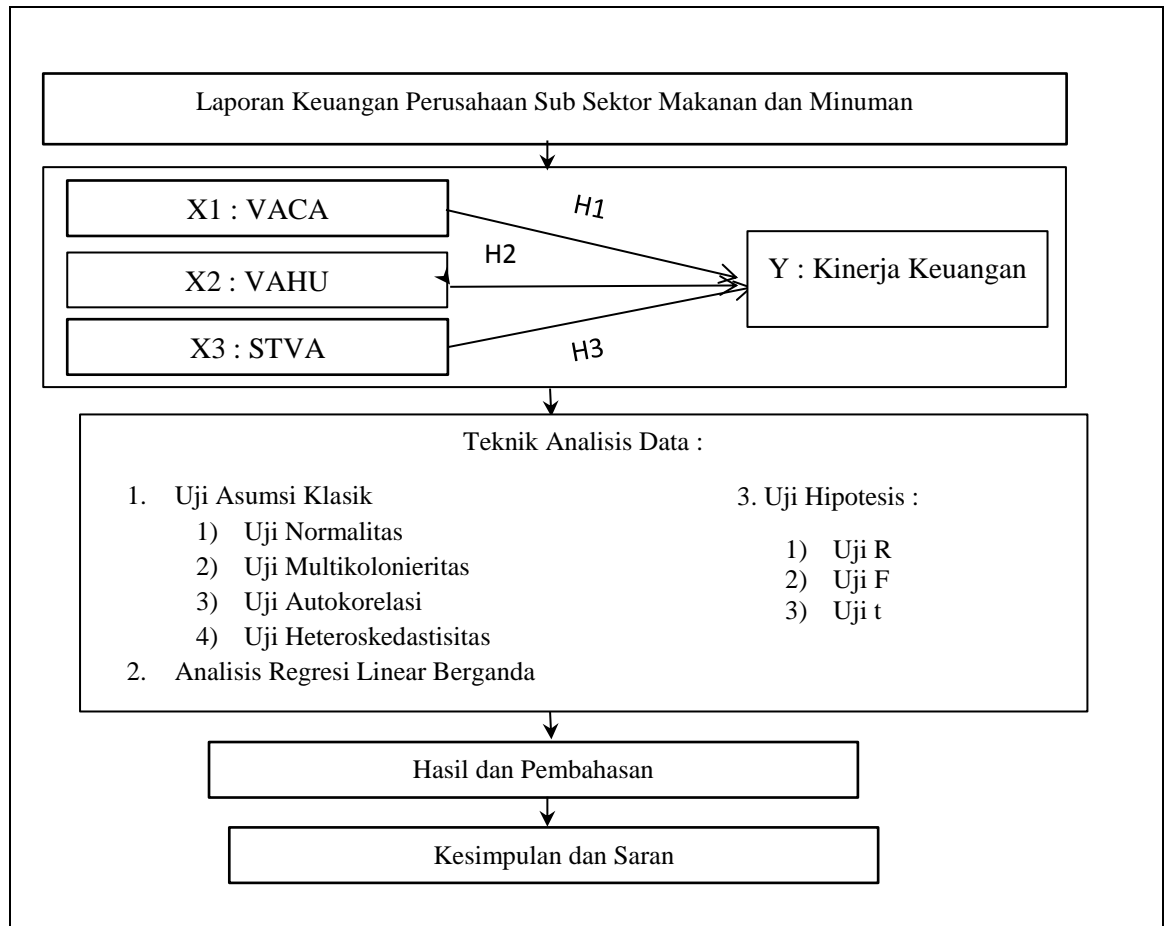 Laporan Keuangan Perusahaan Sub Sektor Makanan dan Minuman
X1 : VACA
H1
H2
X2 : VAHU
Y : Kinerja Keuangan
X3 : STVA
H3
Teknik Analisis Data :
1. Uji Asumsi Klasik
1) Uji Normalitas
2) Uji Multikolonieritas
3) Uji Autokorelasi
4) Uji Heteroskedastisitas
2. Analisis Regresi Linear Berganda
3. Uji Hipotesis :
1) Uji R
2) Uji F
3) Uji t
Hasil dan Pembahasan
Kesimpulan dan Saran